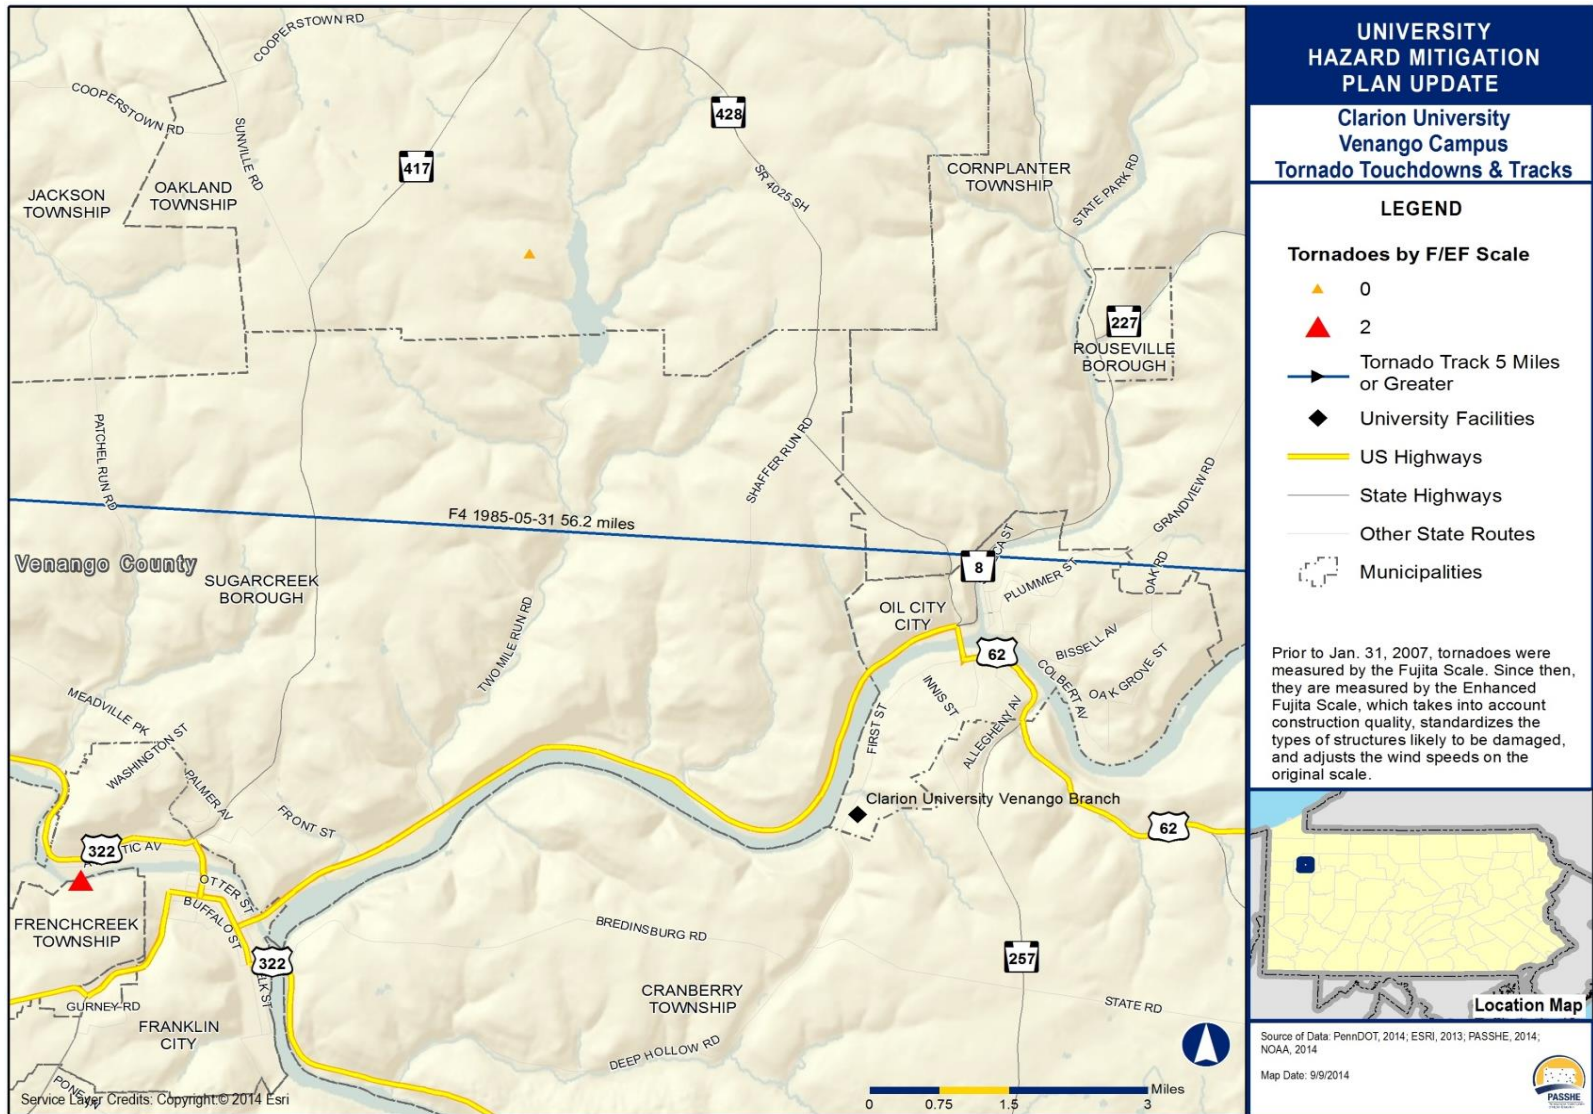 COOPERSTOWN RD
COOPERSTOWN RD
SUNVILLE RD
428
417
SR 4025 SH
CORNPLANTER
TOWNSHIP
STATE PARK RD
JACKSON
TOWNSHIP
OAKLAND
TOWNSHIP
227
ROUSEVILLE
BOROUGH
PATCHEL RUN RD
SHAFFER RUN RD
GRANDVIEW RD
F4 1985-05-31 56.2 miles
Venango County
SUGARCREEK
BOROUGH
8
PLUMMER ST
OAK RD
OIL CITY
CITY
TWO MILE RUN RD
62
BISSELL AV
COLBERT AV
OAK GROVE ST
INNIS ST
ALLEGHENY AV
FIRST ST
MEADVILLE PK
WASHINGTON ST
PALMER AV
FRONT ST
Clarion University Venango Branch
62
322
OTTER ST
BUFFALO ST
FRENCHCREEK
TOWNSHIP
BREDINSBURG RD
322
257
ELK ST
GURNEY RD
CRANBERRY
TOWNSHIP
STATE RD
FRANKLIN
CITY
DEEP HOLLOW RD
Service Layer Credits: Copyright:© 2014 Esri
Miles
0 0.75 1.5 3
UNIVERSITY
HAZARD MITIGATION
PLAN UPDATE
Clarion University
Venango Campus
Tornado Touchdowns & Tracks
LEGEND
Tornadoes by F/EF Scale
0
2
Tornado Track 5 Miles
or Greater
University Facilities
US Highways
State Highways
Other State Routes
Municipalities
Prior to Jan. 31, 2007, tornadoes were
measured by the Fujita Scale. Since then,
they are measured by the Enhanced
Fujita Scale, which takes into account
construction quality, standardizes the
types of structures likely to be damaged,
and adjusts the wind speeds on the
original scale.
Location Map
Source of Data: PennDOT, 2014; ESRI, 2013; PASSHE, 2014;
NOAA, 2014
Map Date: 9/9/2014
PASSHE